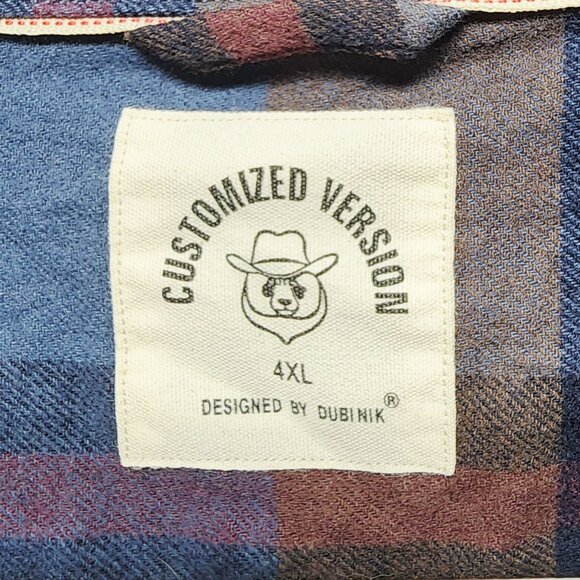 CUSTOMIZED VERSION
4XL
DESIGNED BY DUBINIK®